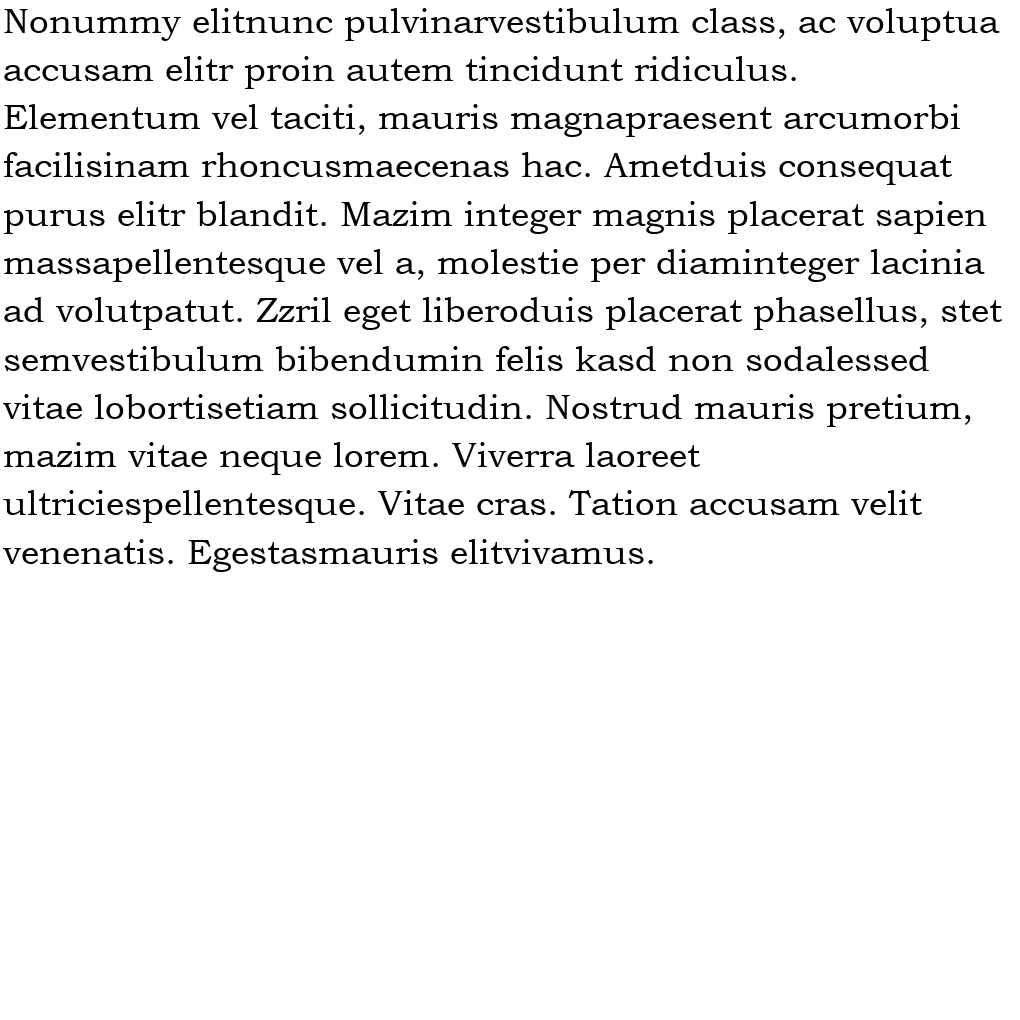 Nonummy elitnunc pulvinarvestibulum class, ac voluptua
accusam elitr proin autem tincidunt ridiculus.
Elementum vel taciti, mauris magnapraesent arcumorbi
facilisinam rhoncusmaecenas hac. Ametduis consequat
purus elitr blandit. Mazim integer magnis placerat sapien
massapellentesque vel a, molestie per diaminteger lacinia
ad volutpatut. Zzril eget liberoduis placerat phasellus, stet
semvestibulum bibendumin felis kasd non sodalessed
vitae lobortisetiam sollicitudin. Nostrud mauris pretium,
mazim vitae neque lorem. Viverra laoreet
ultriciespellentesque. Vitae cras. Tation accusam velit
venenatis. Egestasmauris elitvivamus.